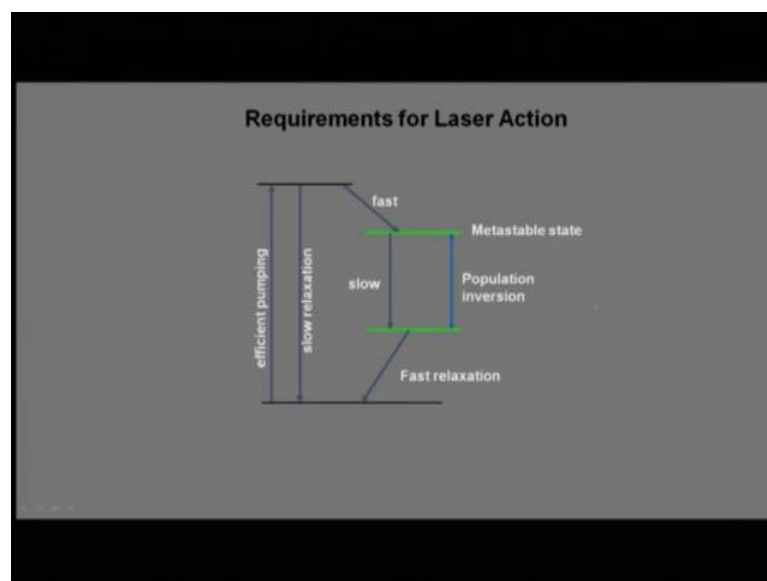 Requirements for Laser Action
fast
Metastable state
efficient pumping
slow relaxation
slow
Population
inversion
Fast relaxation